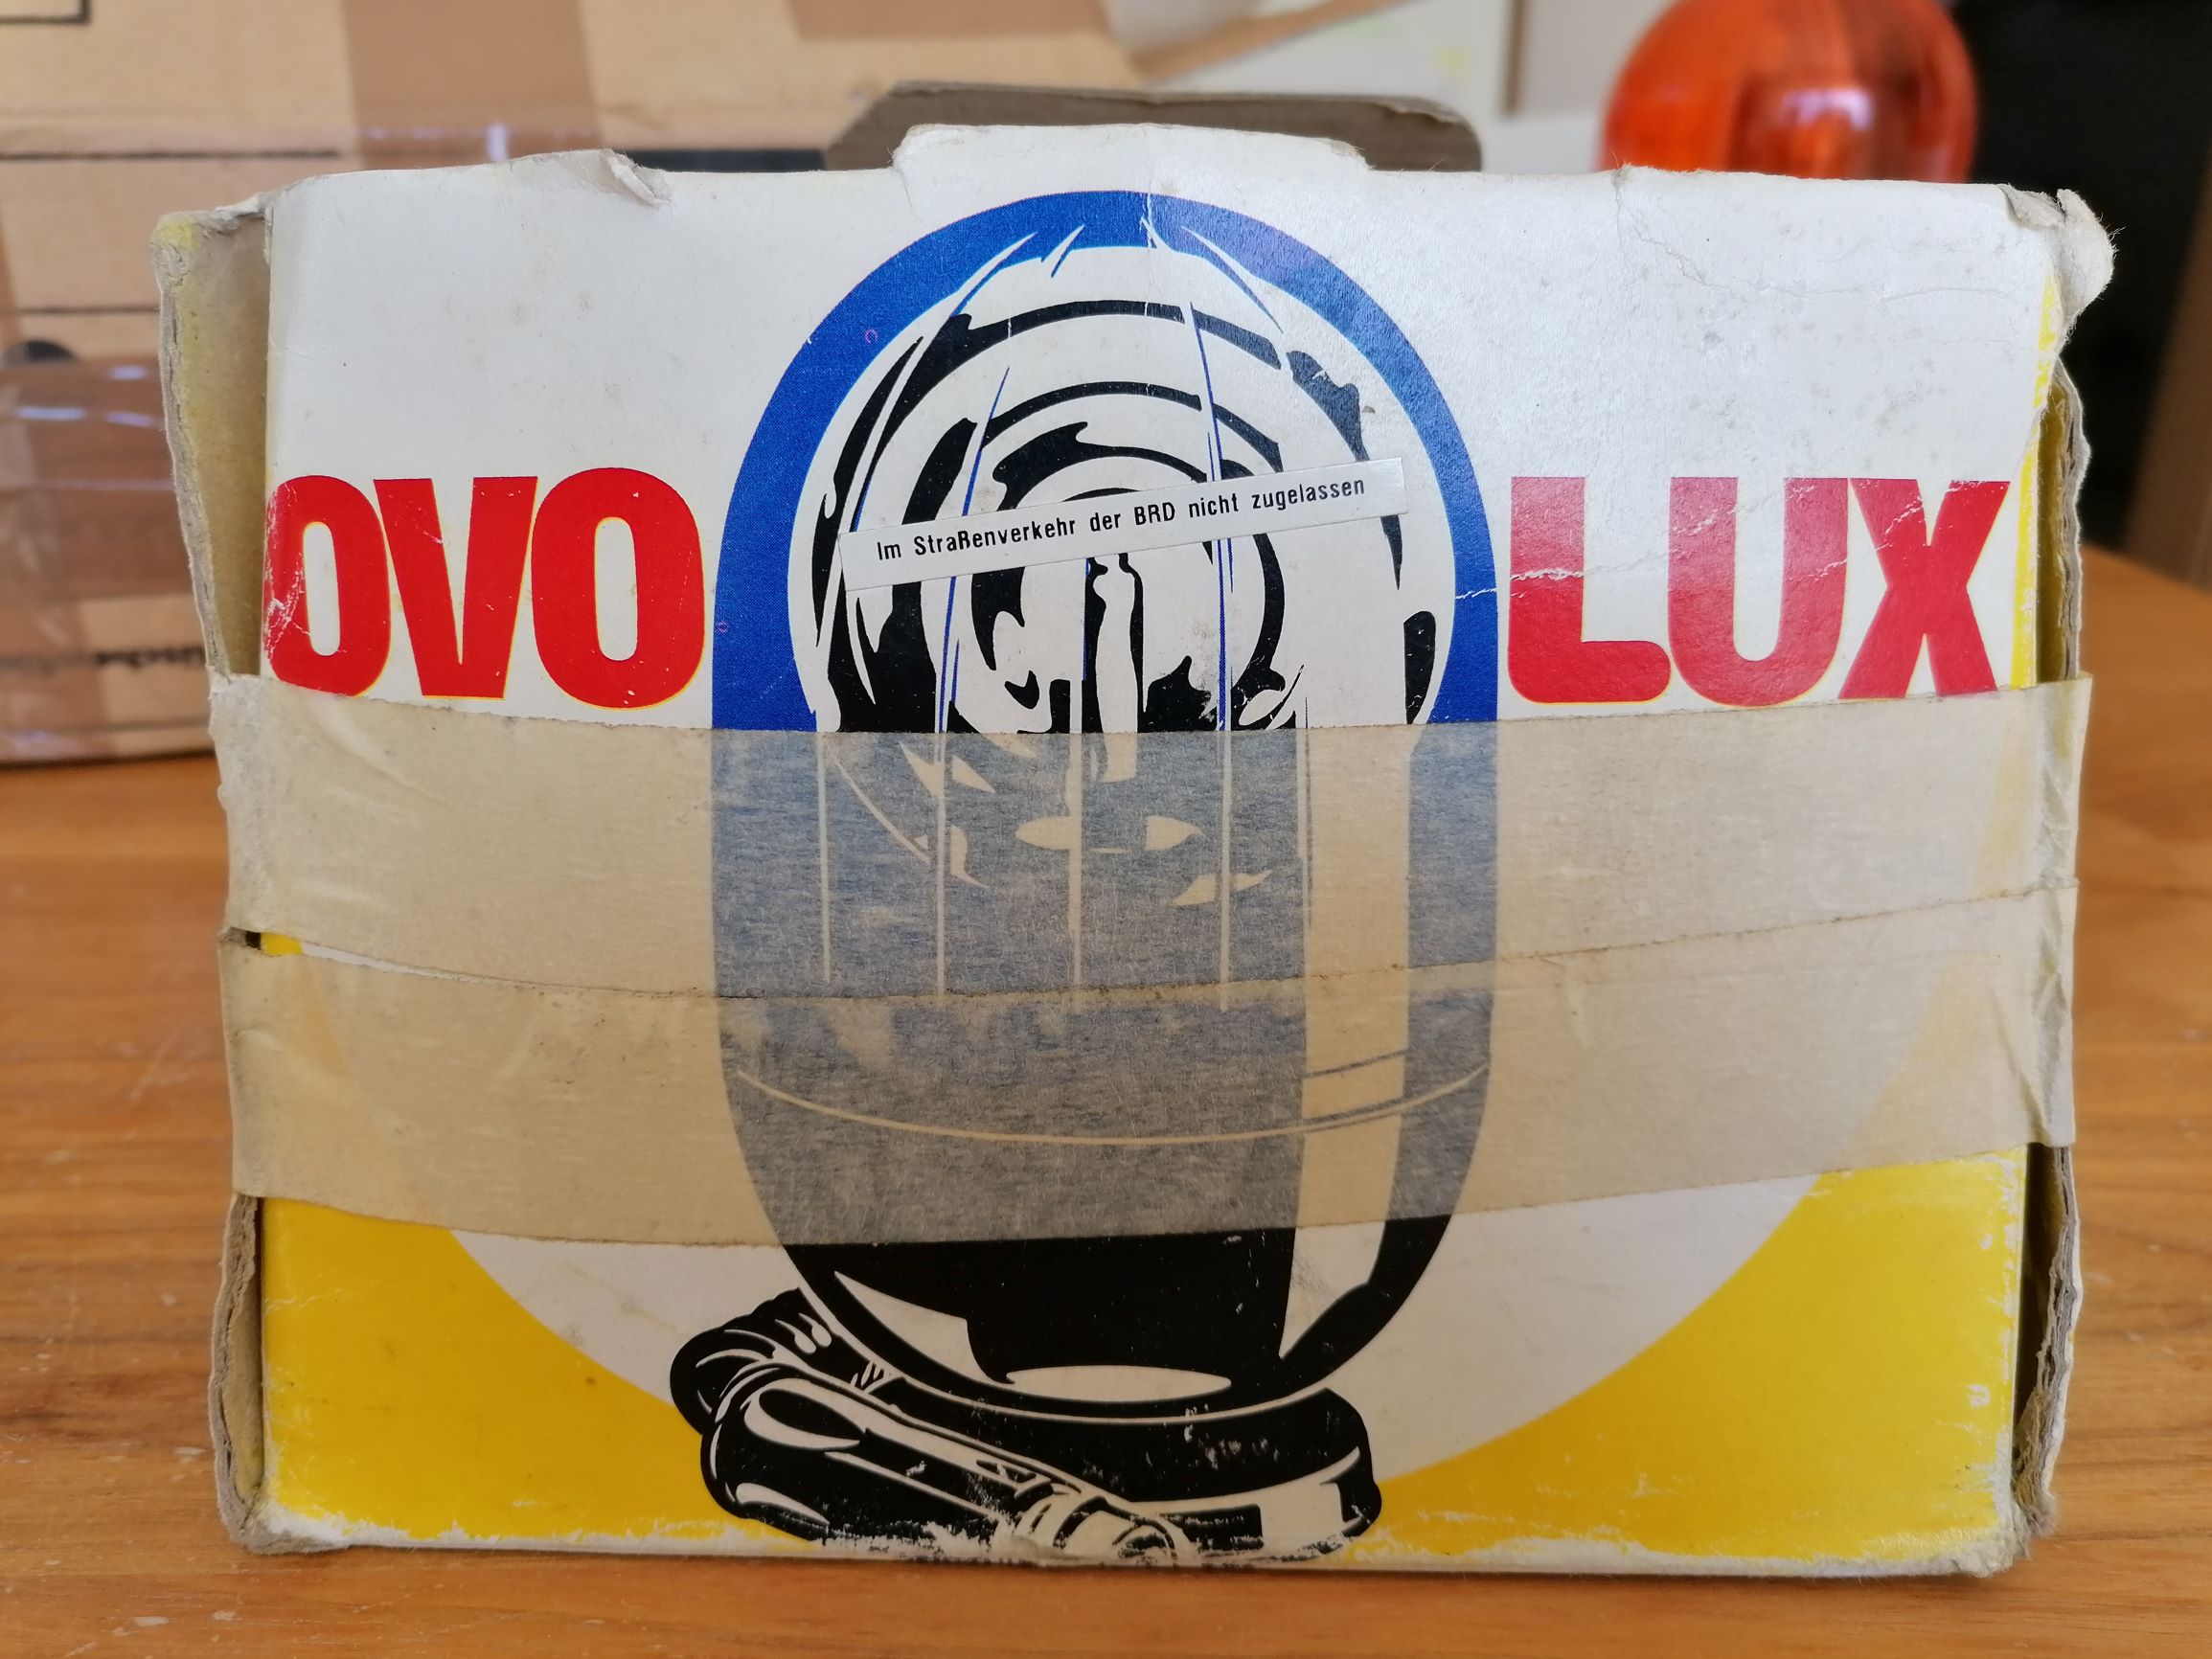 OVO LUX
Im Straßenverkehr der BRD nicht zugelassen